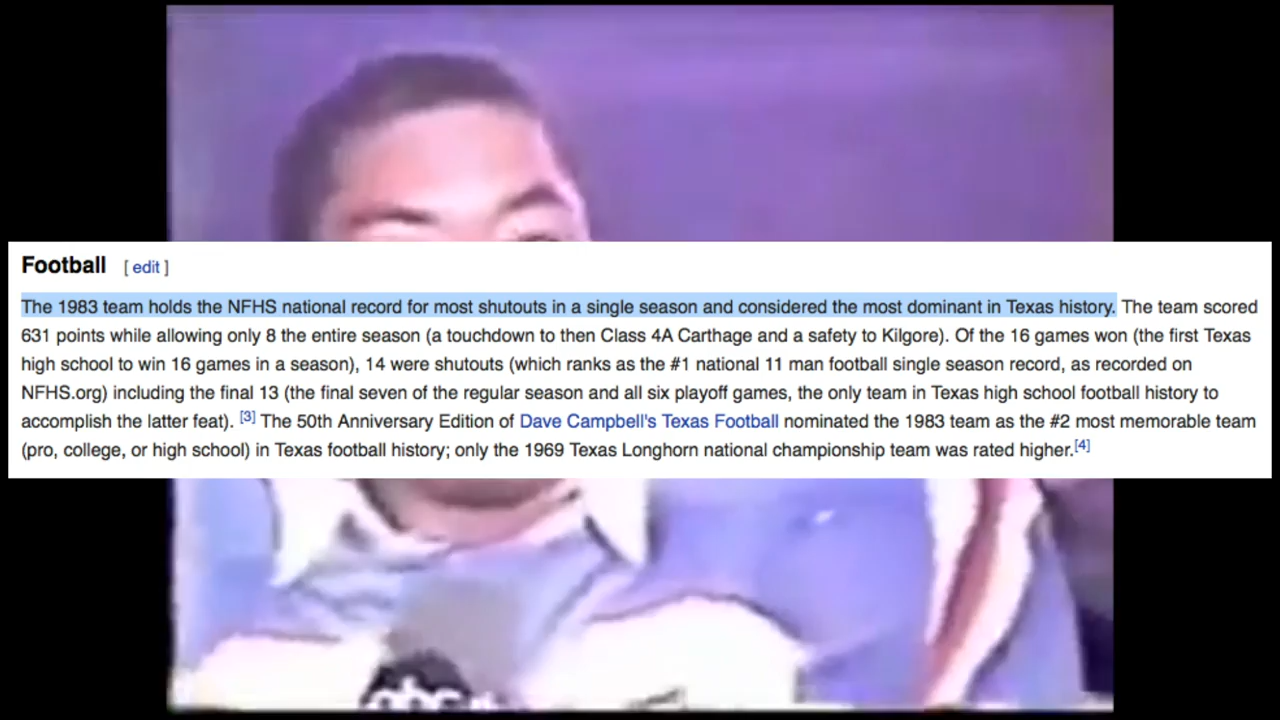 Football [ edit ]
The 1983 team holds the NFHS national record for most shutouts in a single season and considered the most dominant in Texas history. The team scored
631 points while allowing only 8 the entire season (a touchdown to then Class 4A Carthage and a safety to Kilgore). Of the 16 games won (the first Texas
high school to win 16 games in a season), 14 were shutouts (which ranks as the #1 national 11 man football single season record, as recorded on
NFHS.org) including the final 13 (the final seven of the regular season and all six playoff games, the only team in Texas high school football history to
accomplish the latter feat). [3] The 50th Anniversary Edition of Dave Campbell's Texas Football nominated the 1983 team as the #2 most memorable team
(pro, college, or high school) in Texas football history; only the 1969 Texas Longhorn national championship team was rated higher.[4]
abc